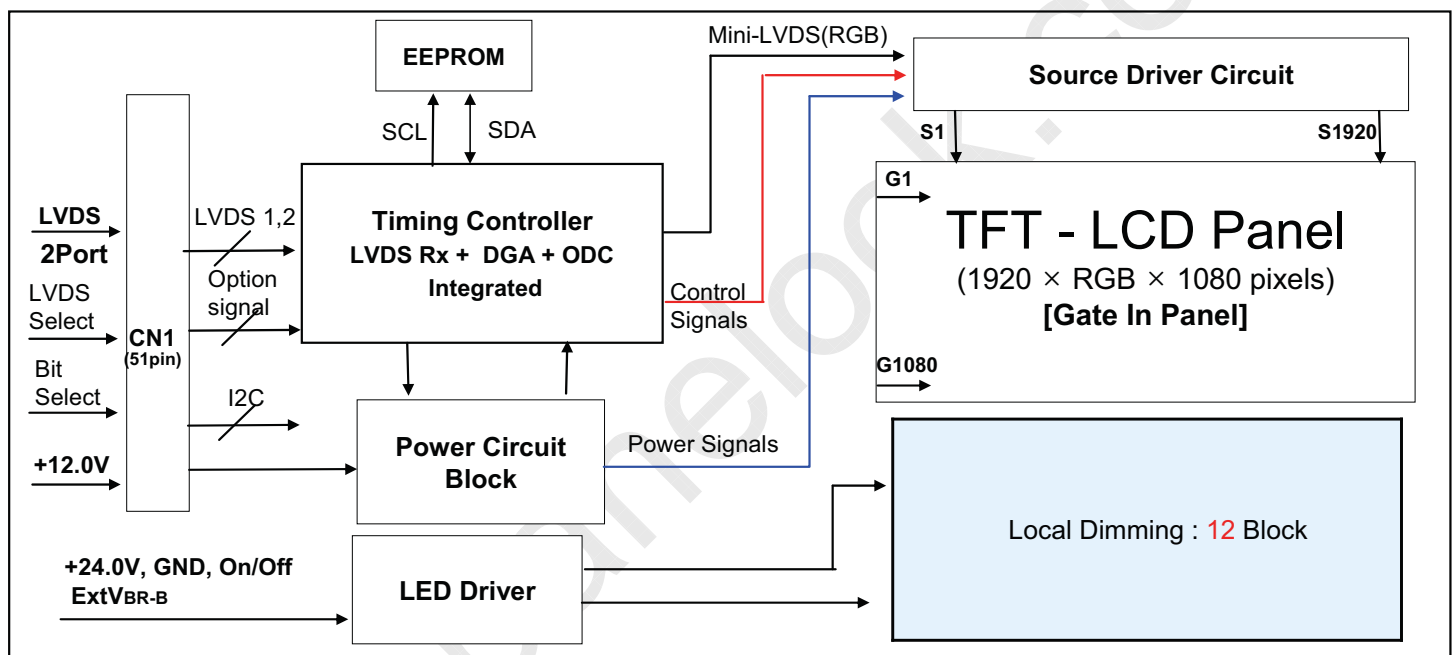 EEPROM
SCL
SDA
Mini-LVDS(RGB)
Source Driver Circuit
S1
S1920
LVDS
2Port
LVDS
Select
Bit
Select
+12.0V
CN1
(51pin)
LVDS 1,2
Option
signal
I2C
Timing Controller
LVDS Rx + DGA + ODC
Integrated
Control
Signals
Power Circuit
Block
Power Signals
G1
TFT - LCD Panel
(1920 × RGB × 1080 pixels)
[Gate In Panel]
G1080
+24.0V, GND, On/Off
ExtVBR-B
LED Driver
Local Dimming : 12 Block